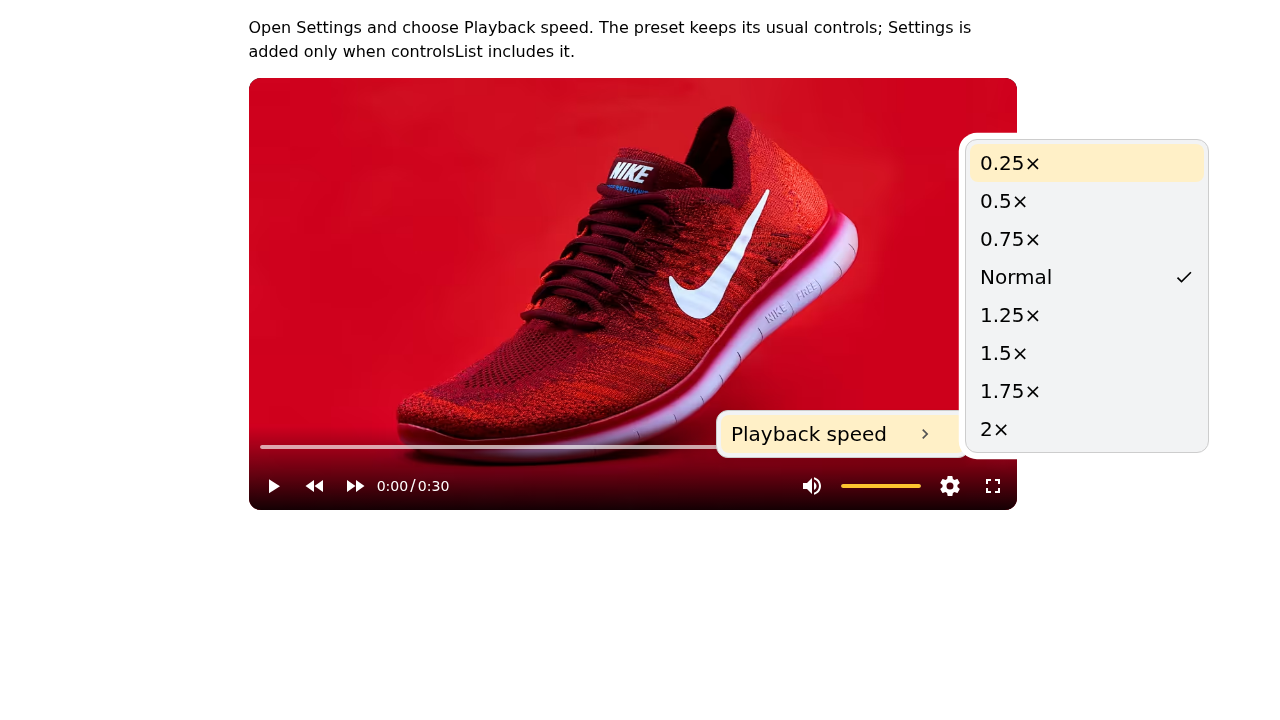 Open Settings and choose Playback speed. The preset keeps its usual controls; Settings is
added only when controlsList includes it.
NIKE
NIKE FREE
0.25×
0.5×
0.75×
Normal
1.25×
1.5×
1.75×
2×
Playback speed
0:00/0:30